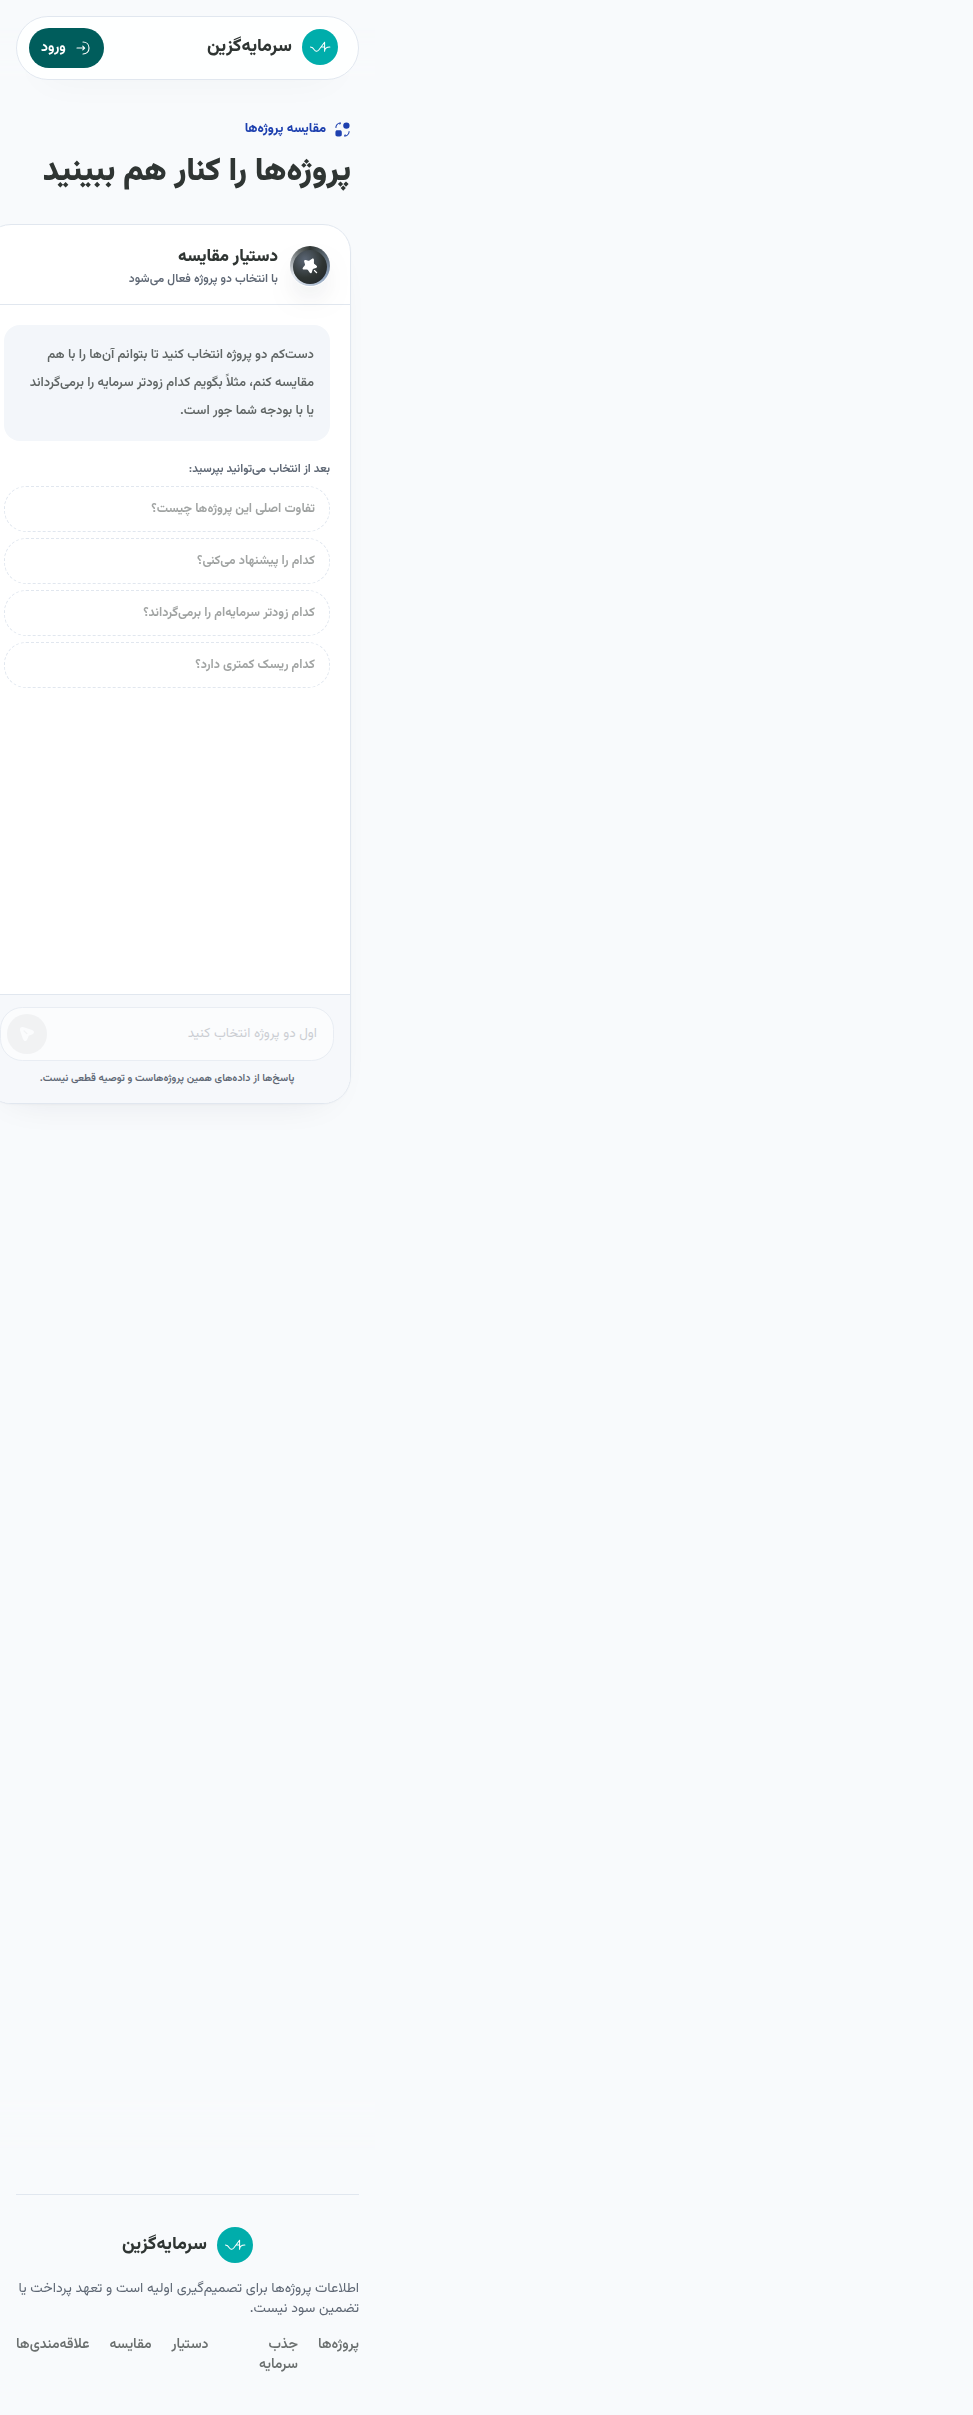 سرمایه‌گزین
ورود
مقایسه پروژه‌ها
پروژه‌ها را کنار هم ببینید
دستیار مقایسه
با انتخاب دو پروژه فعال می‌شود
دست‌کم دو پروژه انتخاب کنید تا بتوانم آن‌ها را با هم
مقایسه کنم، مثلاً بگویم کدام زودتر سرمایه را برمی‌گرداند
یا با بودجه شما جور است.
بعد از انتخاب می‌توانید بپرسید:
تفاوت اصلی این پروژه‌ها چیست؟
کدام را پیشنهاد می‌کنی؟
کدام زودتر سرمایه‌ام را برمی‌گرداند؟
کدام ریسک کمتری دارد؟
اول دو پروژه انتخاب کنید
پاسخ‌ها از داده‌های همین پروژه‌هاست و توصیه قطعی نیست.
سرمایه‌گزین
اطلاعات پروژه‌ها برای تصمیم‌گیری اولیه است و تعهد پرداخت یا
تضمین سود نیست.
پروژه‌ها
جذب
سرمایه
دستیار
مقایسه
علاقه‌مندی‌ها